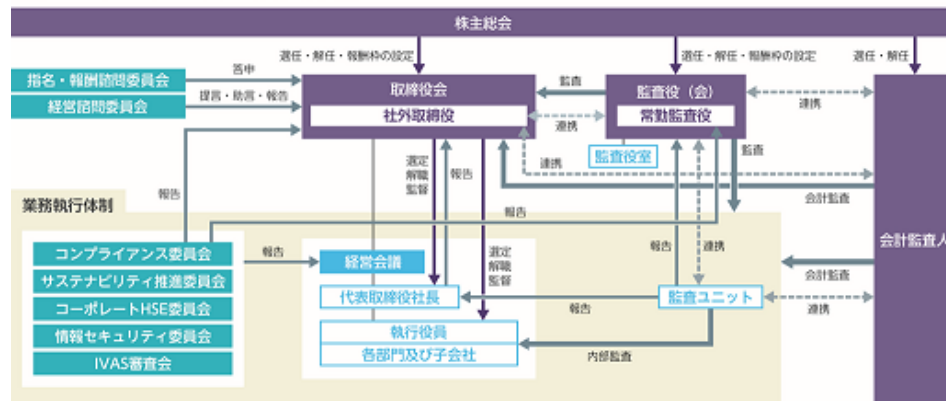 株主総会
選任・解任・報酬枠の設定
選任・解任・報酬枠の設定
選任・解任
指名・報酬諮問委員会
答申
経営諮問委員会
提言・助言・報告
取締役会
社外取締役
監査
連携
監査役（会）
常勤監査役
監査役室
連携
監査
連携
会計監査
会計監査人
選定
解職
監督
報告
報告
業務執行体制
報告
コンプライアンス委員会
サステナビリティ推進委員会
コーポレートHSE委員会
情報セキュリティ委員会
IVAS審査会
報告
経営会議
代表取締役社長
執行役員
各部門及び子会社
選定
解職
監督
報告
内部監査
報告
連携
監査ユニット
会計監査
連携